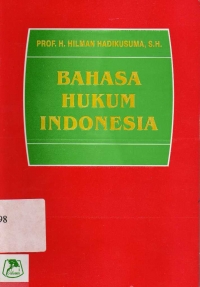 PROF. H. HILMAN HADIKUSUMA, S.H.
BAHASA
HUKUM
INDONESIA
98